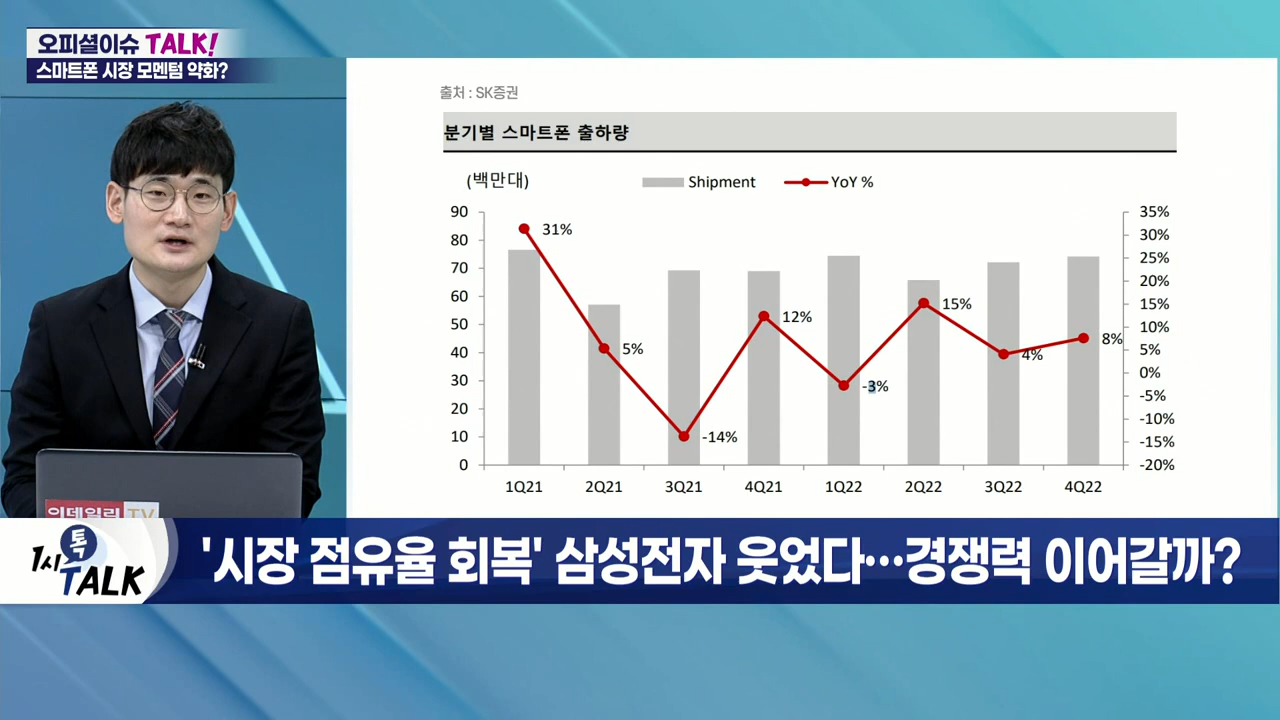 오피셜이슈 TALK!
스마트폰 시장 모멘텀 약화?
출처 : SK증권
분기별 스마트폰 출하량
(백만대)
Shipment
YoY %
90
80
70
60
50
40
30
20
10
0
35%
30%
25%
20%
15%
10%
5%
0%
-5%
-10%
-15%
-20%
31%
5%
-14%
12%
-3%
15%
4%
8%
1Q21 2Q21 3Q21 4Q21 1Q22 2Q22 3Q22 4Q22
이데일리 TV
1시 톡 TALK
'시장 점유율 회복' 삼성전자 웃었다…경쟁력 이어갈까?